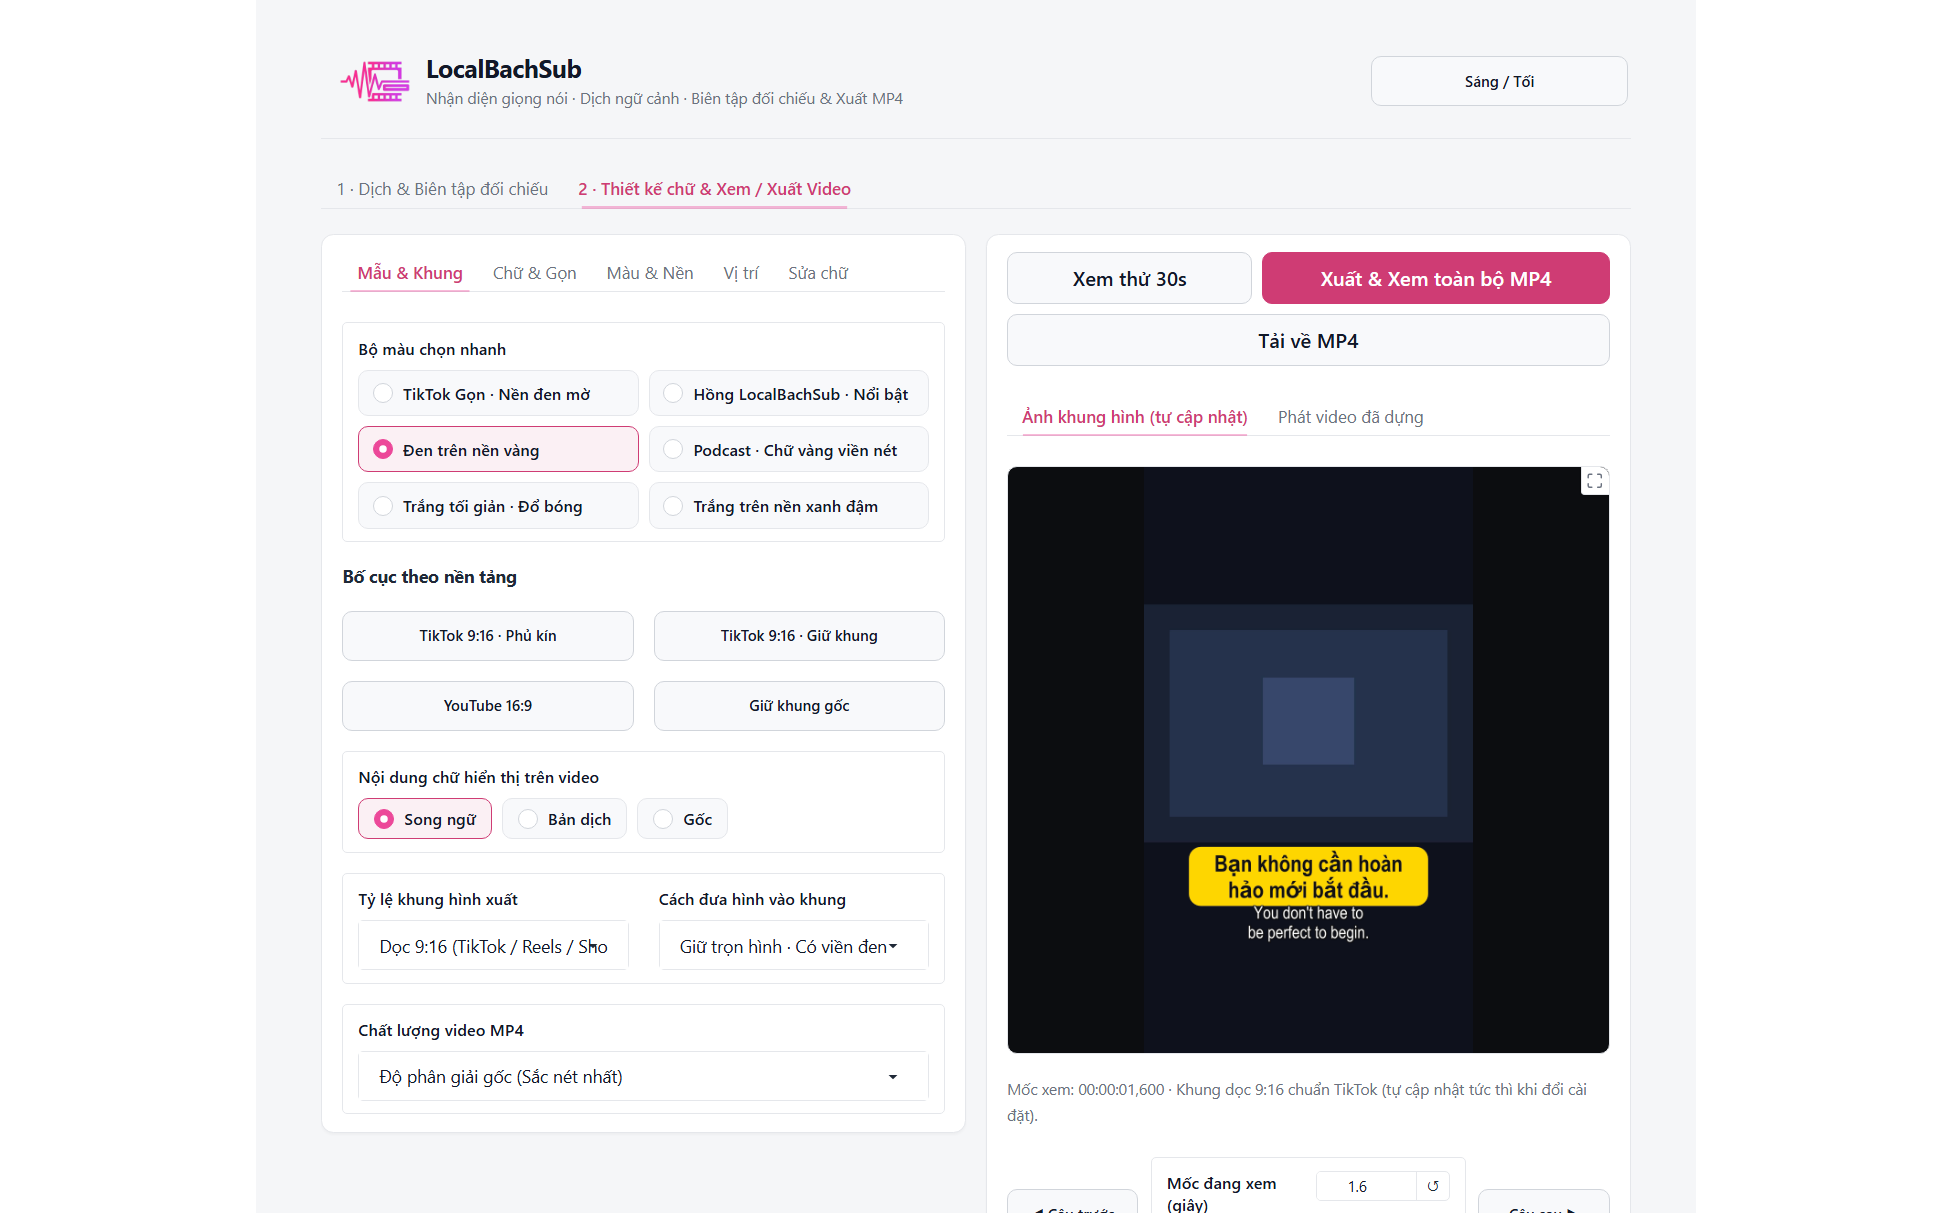 LocalBachSub
Nhận diện giọng nói · Dịch ngữ cảnh · Biên tập đối chiếu & Xuất MP4
Sáng / Tối
1 · Dịch & Biên tập đối chiếu
2 · Thiết kế chữ & Xem / Xuất Video
Mẫu & Khung
Chữ & Gọn
Màu & Nền
Vị trí
Sửa chữ
Bộ màu chọn nhanh
TikTok Gọn · Nền đen mờ
Hồng LocalBachSub · Nổi bật
Đen trên nền vàng
Podcast · Chữ vàng viền nét
Trắng tối giản · Đổ bóng
Trắng trên nền xanh đậm
Bố cục theo nền tảng
TikTok 9:16 · Phủ kín
TikTok 9:16 · Giữ khung
YouTube 16:9
Giữ khung gốc
Nội dung chữ hiển thị trên video
Song ngữ
Bản dịch
Gốc
Tỷ lệ khung hình xuất
Cách đưa hình vào khung
Dọc 9:16 (TikTok / Reels / Sho
Giữ trọn hình · Có viền đen
Chất lượng video MP4
Độ phân giải gốc (Sắc nét nhất)
Xem thử 30s
Xuất & Xem toàn bộ MP4
Tải về MP4
Ảnh khung hình (tự cập nhật)
Phát video đã dựng
Bạn không cần hoàn
hảo mới bắt đầu.
You don't have to
be perfect to begin.
Mốc xem: 00:00:01,600 · Khung dọc 9:16 chuẩn TikTok (tự cập nhật tức thì khi đổi cài
đặt).
Mốc đang xem
(giây)
1.6
Câu trước
Câu sau